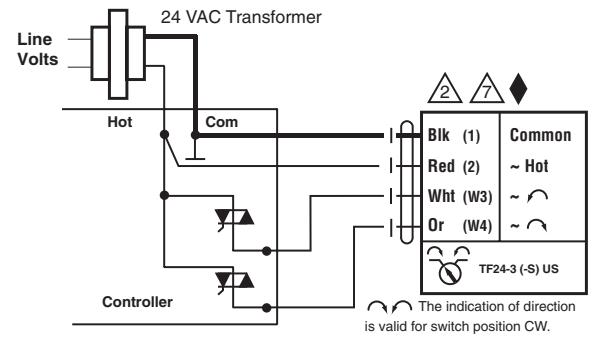 24 VAC Transformer
Line
Volts
Hot
Com
2
7
Blk (1) Common
Red (2) ~ Hot
Wht (W3) ~
Or (W4) ~
TF24-3 (-S) US
Controller
The indication of direction
is valid for switch position CW.